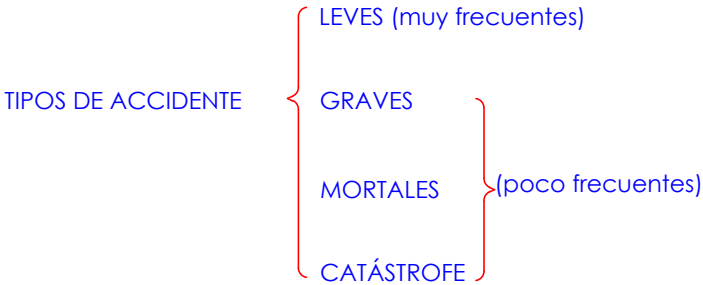 LEVES (muy frecuentes)
TIPOS DE ACCIDENTE
GRAVES
MORTALES
(poco frecuentes)
CATÁSTROFE